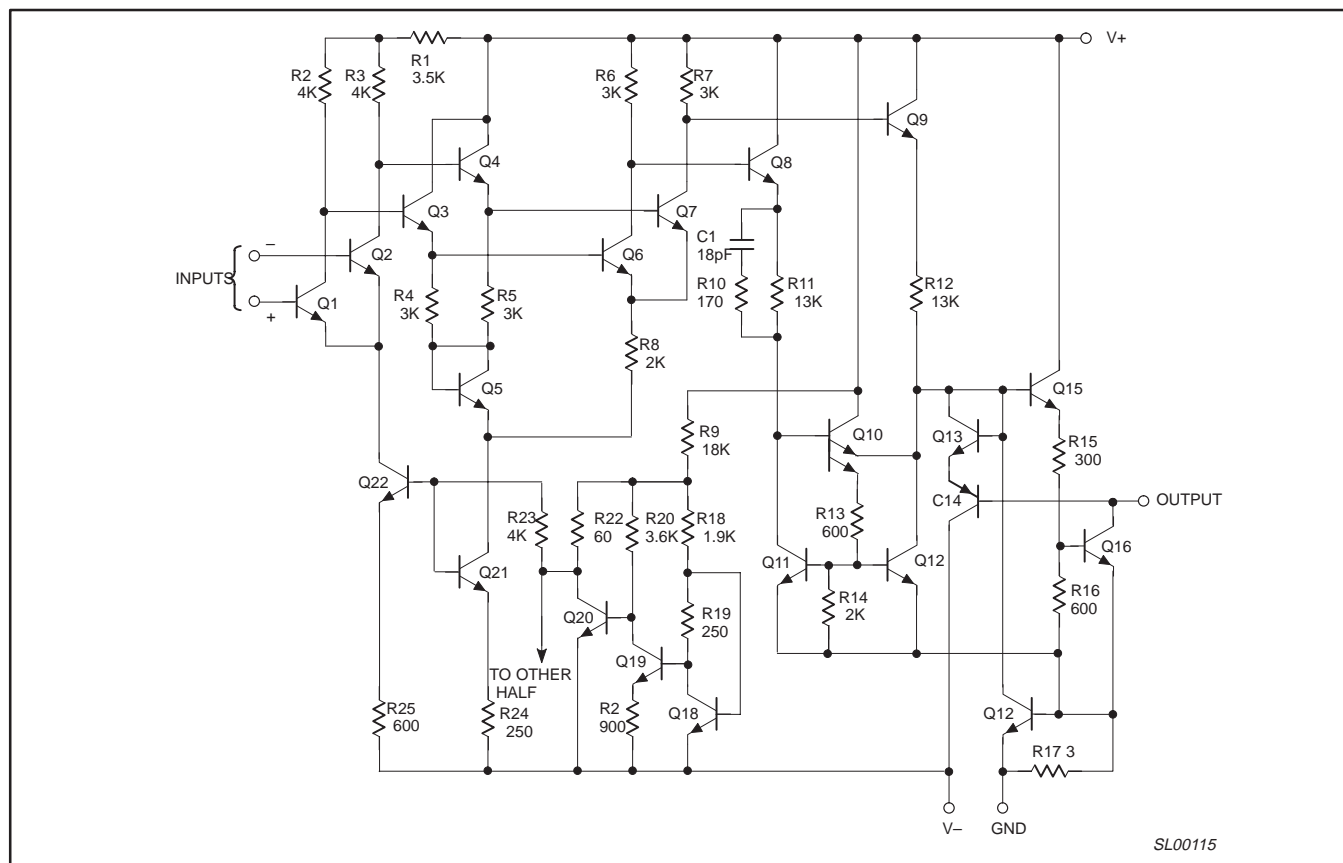 V+
R1
3.5K
R2
4K
R3
4K
R6
3K
R7
3K
Q9
Q4
Q8
Q3
Q7
C1
18pF
–
INPUTS
+
Q2
Q6
Q1
R4
3K
R5
3K
R10
170
R11
13K
R12
13K
R8
2K
Q5
Q15
R9
18K
Q10
Q13
R15
300
Q22
C14
OUTPUT
R23
4K
R22
60
R20
3.6K
R18
1.9K
R13
600
Q16
Q21
Q11
Q12
R14
2K
R16
600
Q20
R19
250
Q19
TO OTHER
HALF
R25
600
R24
250
R2
900
Q18
Q12
R17 3
V–
GND
SL00115